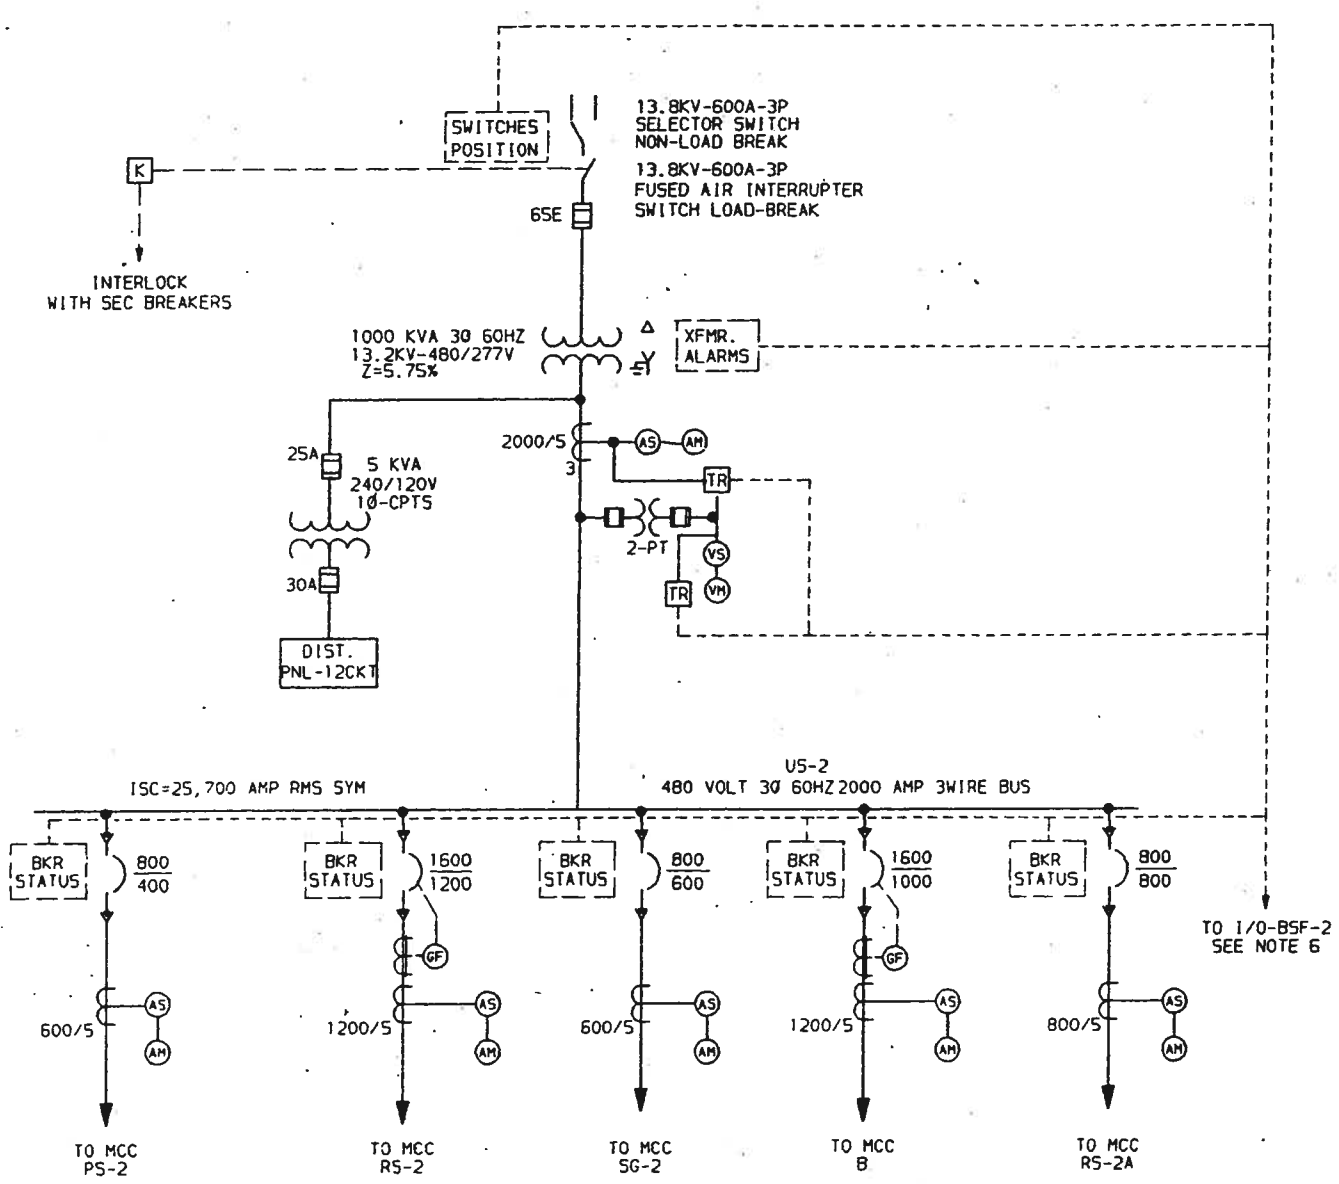 13.8KV-600A-3P
SELECTOR SWITCH
NON-LOAD BREAK
SWITCHES
POSITION
K
13.8KV-600A-3P
FUSED AIR INTERRUPTER
SWITCH LOAD-BREAK
65E
INTERLOCK
WITH SEC BREAKERS
1000 KVA 3Ø 60HZ
13.2KV-480/277V
Z=5.75%
Δ
Y
XFMR.
ALARMS
2000/5
3
AS
AM
25A
5 KVA
240/120V
1Ø-CPTS
TR
2-PT
VS
30A
TR
VM
DIST.
PNL-12CKT
US-2
ISC=25,700 AMP RMS SYM
480 VOLT 3Ø 60HZ 2000 AMP 3WIRE BUS
BKR
STATUS
800
400
BKR
STATUS
1600
1200
BKR
STATUS
800
600
BKR
STATUS
1600
1000
BKR
STATUS
800
800
TO I/O-BSF-2
SEE NOTE 6
GF
GF
600/5
AS
AM
1200/5
AS
AM
600/5
AS
AM
1200/5
AS
AM
800/5
AS
AM
TO MCC
PS-2
TO MCC
RS-2
TO MCC
SG-2
TO MCC
B
TO MCC
RS-2A